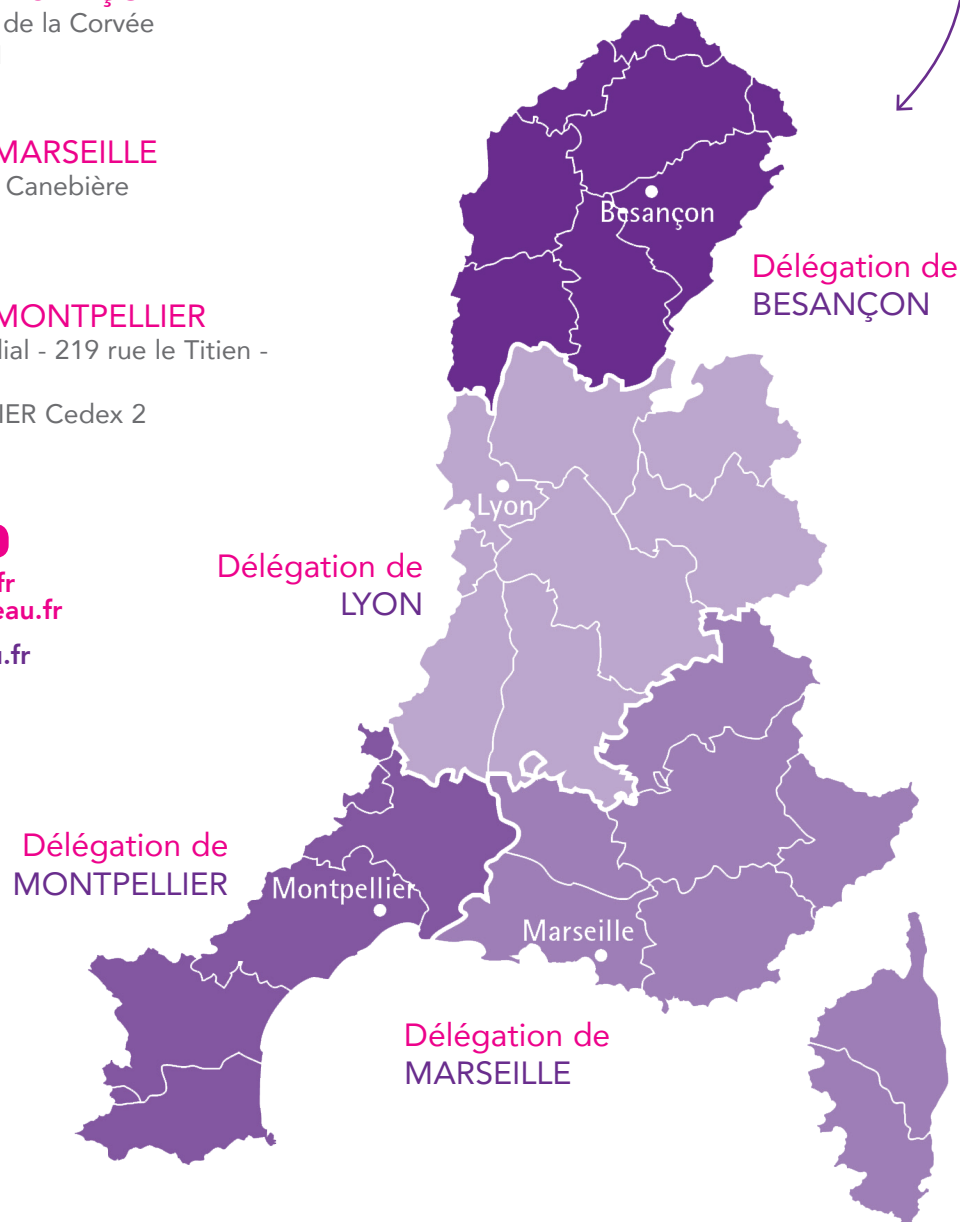 de la Corvée
MARSEILLE
Canebière
MONTPELLIER
dial - 219 rue le Titien -
IER Cedex 2
fr
eau.fr
u.fr
Besançon
Délégation de
BESANÇON
Lyon
Délégation de
LYON
Délégation de
MONTPELLIER
Montpellier
Marseille
Délégation de
MARSEILLE